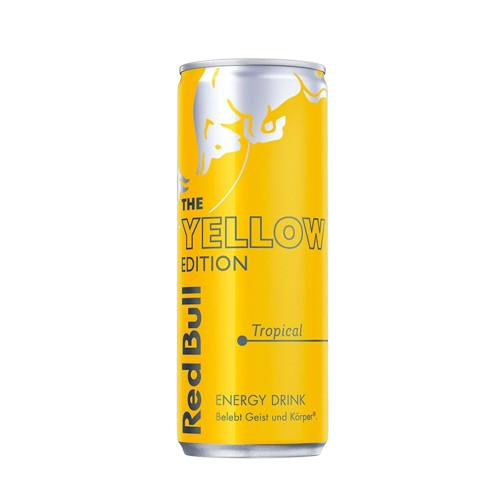 THE
YELLOW
EDITION
Red Bull
Tropical
ENERGY DRINK
Belebt Geist und Körper®.